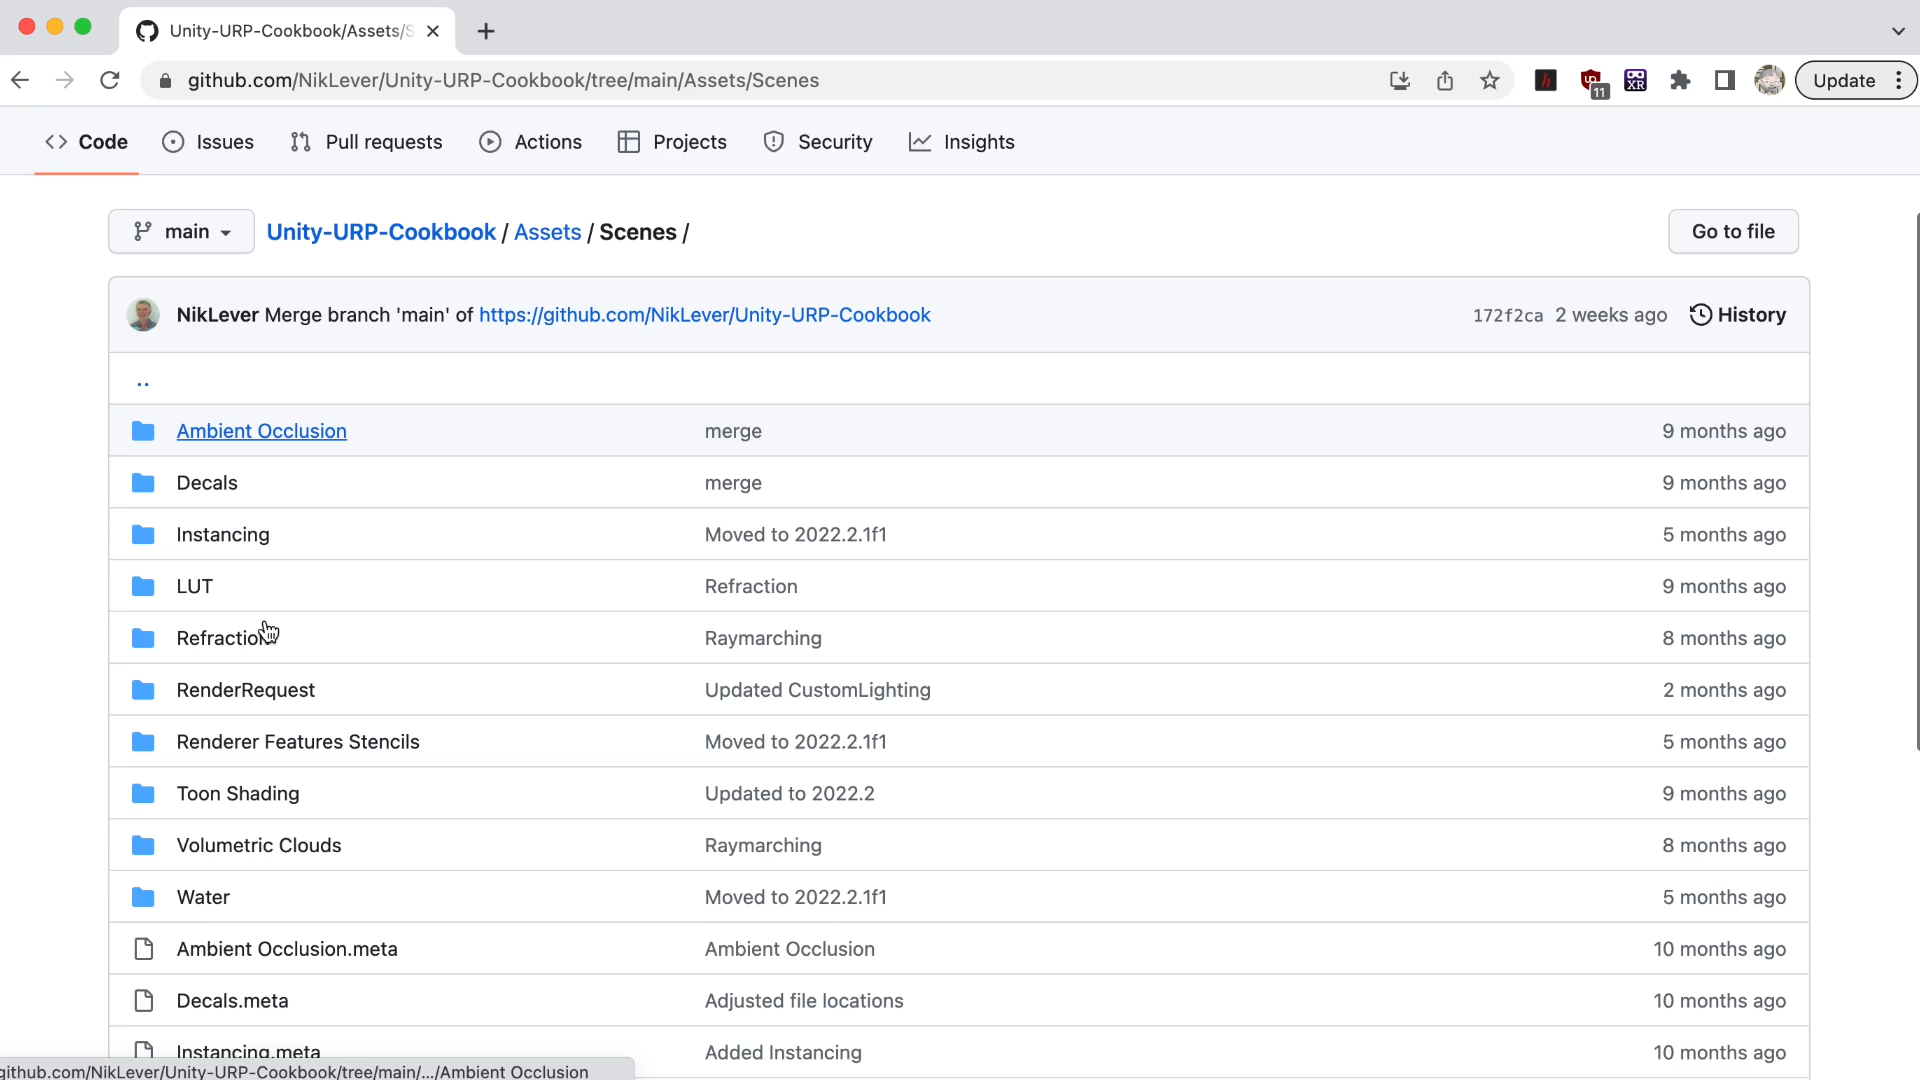 Unity-URP-Cookbook/Assets/S
github.com/NikLever/Unity-URP-Cookbook/tree/main/Assets/Scenes
11
XR
Update
Code
Issues
Pull requests
Actions
Projects
Security
Insights
main
Unity-URP-Cookbook / Assets / Scenes /
Go to file
NikLever Merge branch 'main' of https://github.com/NikLever/Unity-URP-Cookbook
172f2ca 2 weeks ago
History
..
Ambient Occlusion merge 9 months ago
Decals merge 9 months ago
Instancing Moved to 2022.2.1f1 5 months ago
LUT Refraction 9 months ago
Refraction Raymarching 8 months ago
RenderRequest Updated CustomLighting 2 months ago
Renderer Features Stencils Moved to 2022.2.1f1 5 months ago
Toon Shading Updated to 2022.2 9 months ago
Volumetric Clouds Raymarching 8 months ago
Water Moved to 2022.2.1f1 5 months ago
Ambient Occlusion.meta Ambient Occlusion 10 months ago
Decals.meta Adjusted file locations 10 months ago
Instancing.meta Added Instancing 10 months ago
github.com/NikLever/Unity-URP-Cookbook/tree/main/.../Ambient Occlusion